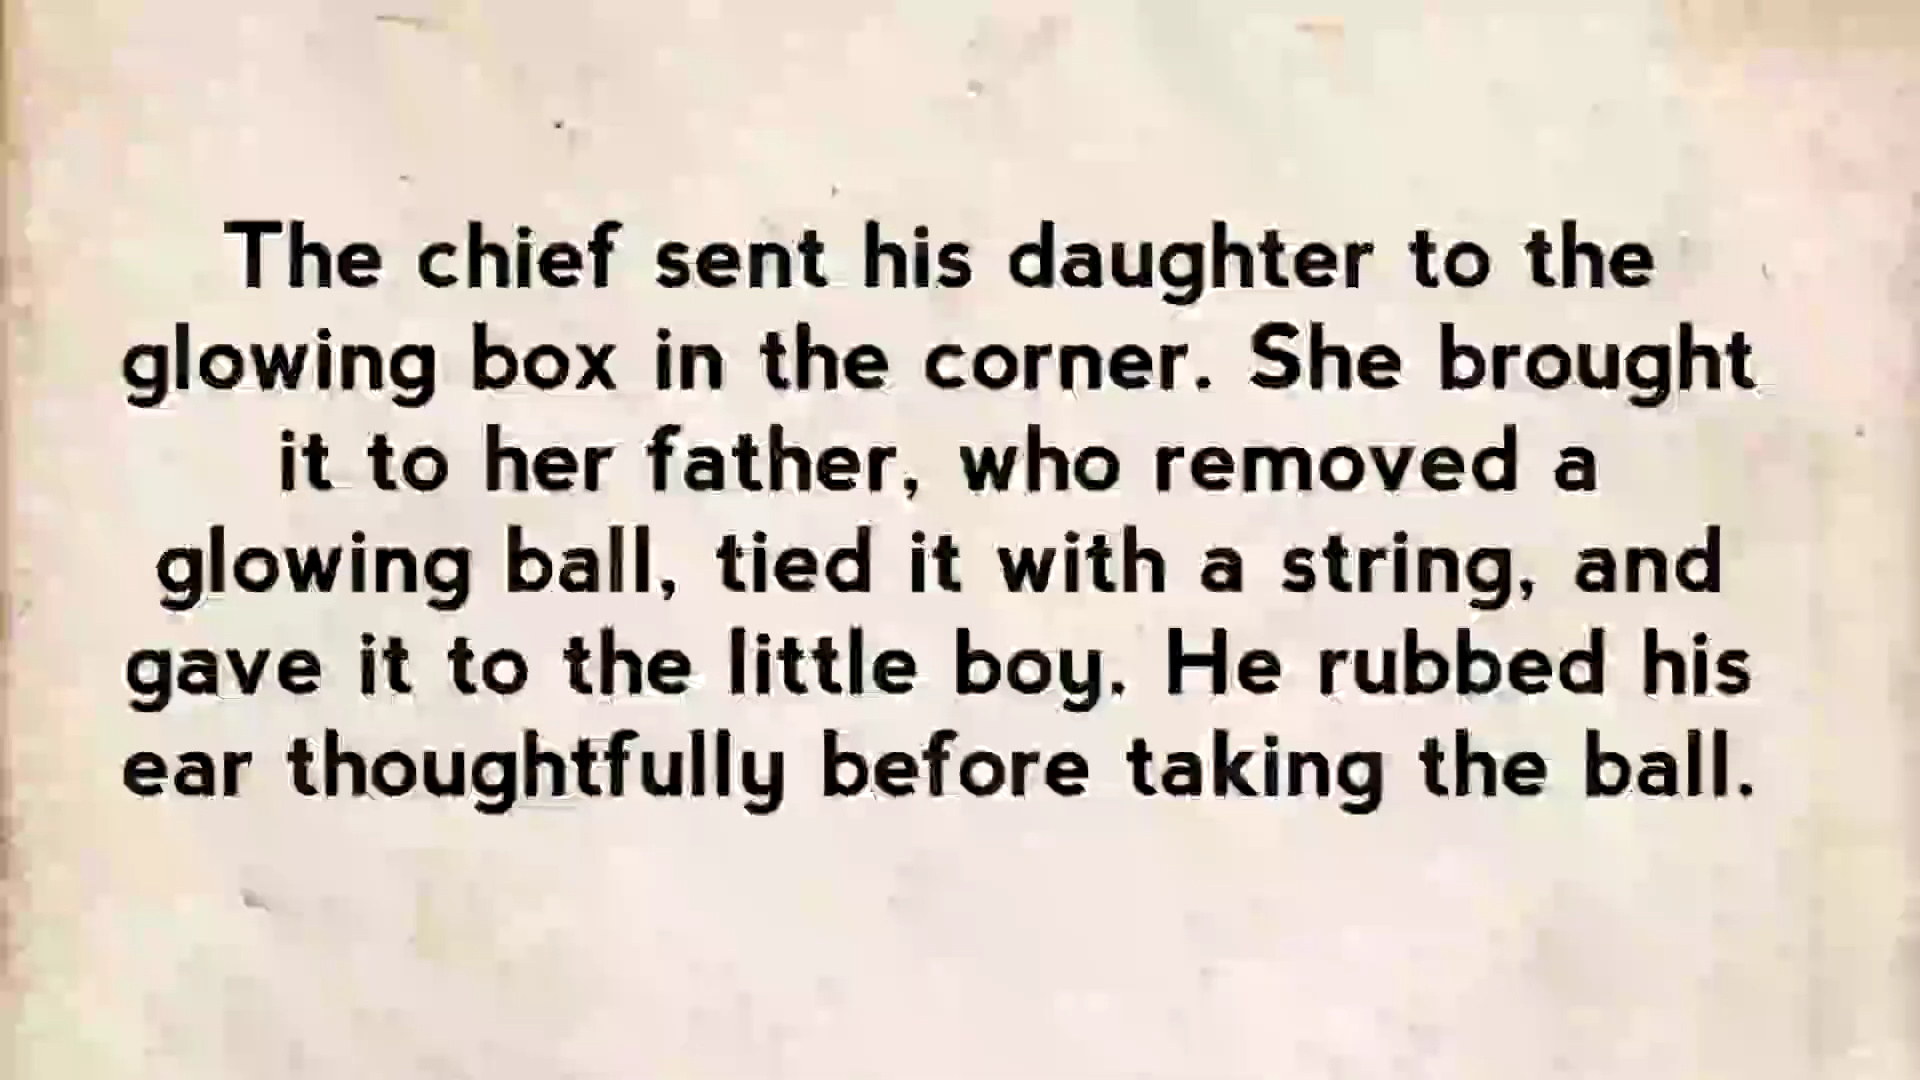 The chief sent his daughter to the
glowing box in the corner. She brought
it to her father, who removed a
glowing ball, tied it with a string, and
gave it to the little boy. He rubbed his
ear thoughtfully before taking the ball.